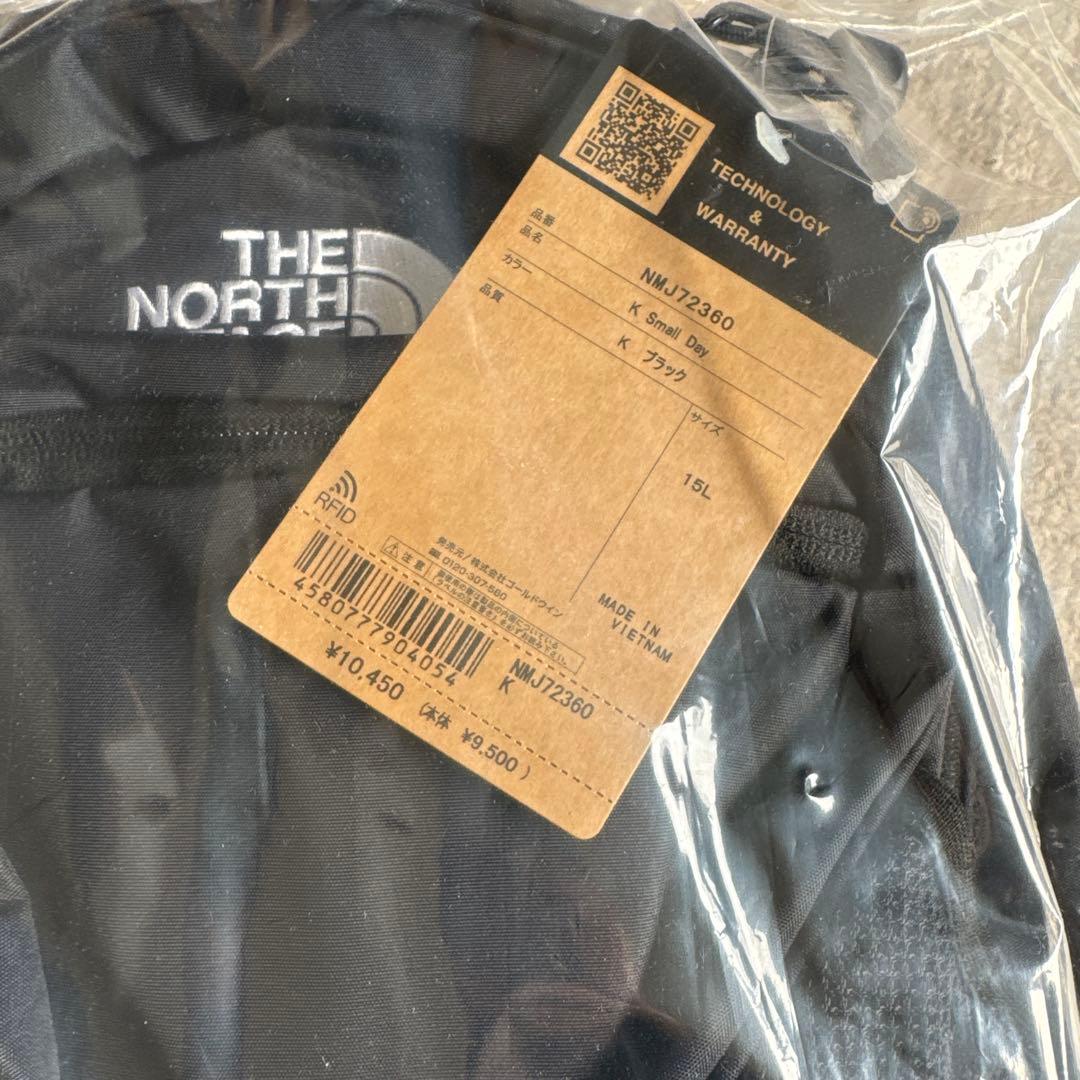 THE
NORTH
FACE
TECHNOLOGY
&
WARRANTY
品番
NMJ72360
品名
K Small Day
カラー
K ブラック
品質
サイズ
15L
RFID
発売元/株式会社ゴールドウイン
0120-307-560
注意
MADE IN
VIETNAM
4580777904054
NMJ72360
K
¥10,450
(本体 ¥9,500)